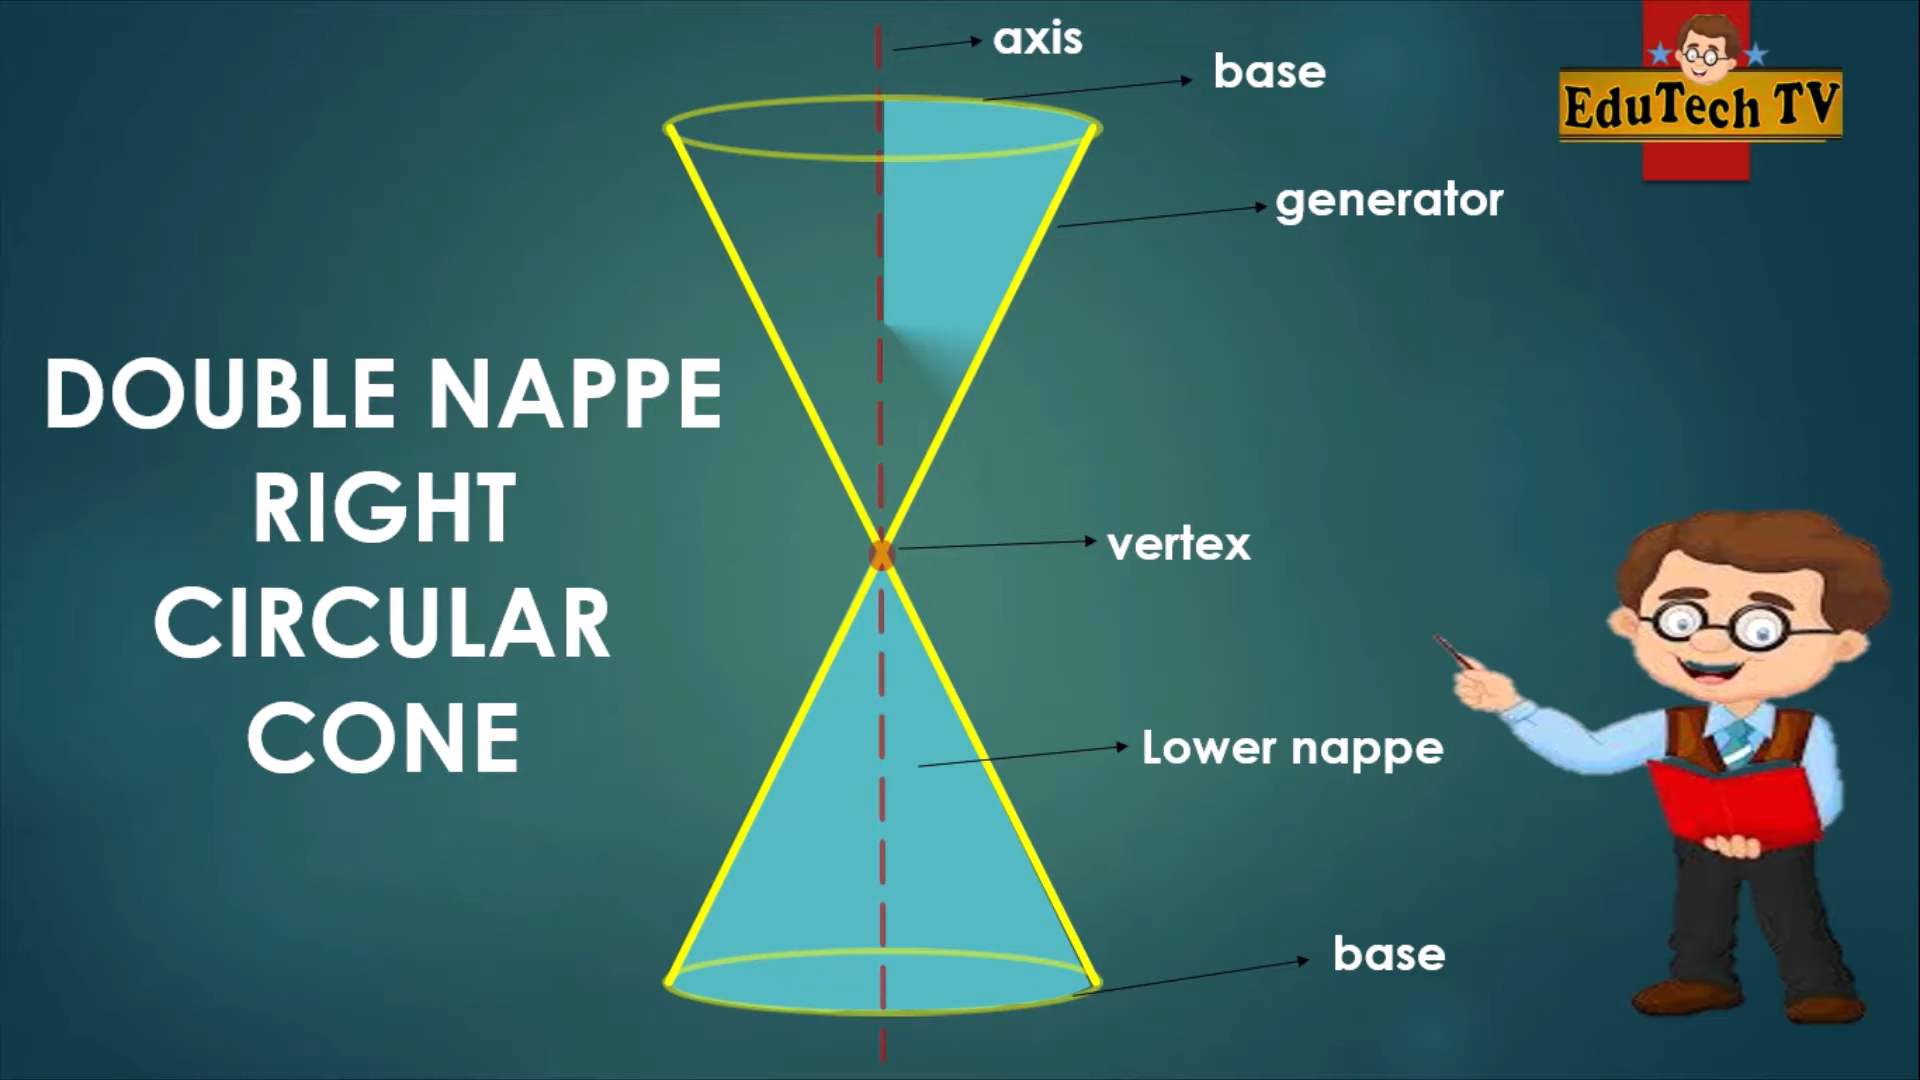 axis
base
EduTech TV
generator
DOUBLE NAPPE
RIGHT
CIRCULAR
CONE
vertex
Lower nappe
base